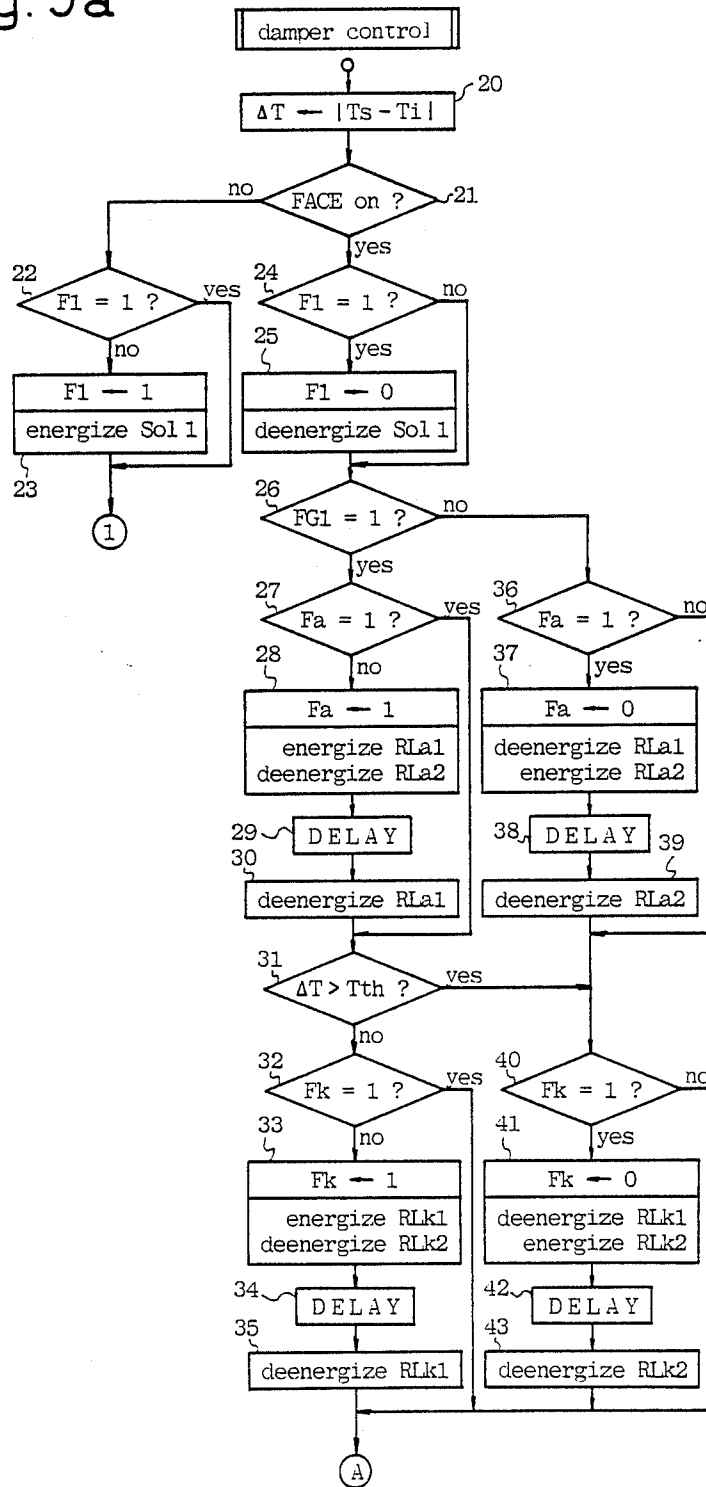 g. 9a
damper control
20
ΔT ← |Ts - Ti|
no
FACE on ?
21
yes
22
F1 = 1 ?
yes
24
F1 = 1 ?
no
no
yes
25
F1 ← 1
energize Sol 1
23
F1 ← 0
deenergize Sol 1
1
26
FG1 = 1 ?
no
yes
27
Fa = 1 ?
yes
36
Fa = 1 ?
no
no
yes
28
Fa ← 1
energize RLa1
deenergize RLa2
37
Fa ← 0
deenergize RLa1
energize RLa2
29
DELAY
38
DELAY
39
30
deenergize RLa1
deenergize RLa2
31
ΔT > Tth ?
yes
no
32
Fk = 1 ?
yes
40
Fk = 1 ?
no
no
yes
33
Fk ← 1
energize RLk1
deenergize RLk2
41
Fk ← 0
deenergize RLk1
energize RLk2
34
DELAY
42
DELAY
35
deenergize RLk1
43
deenergize RLk2
A